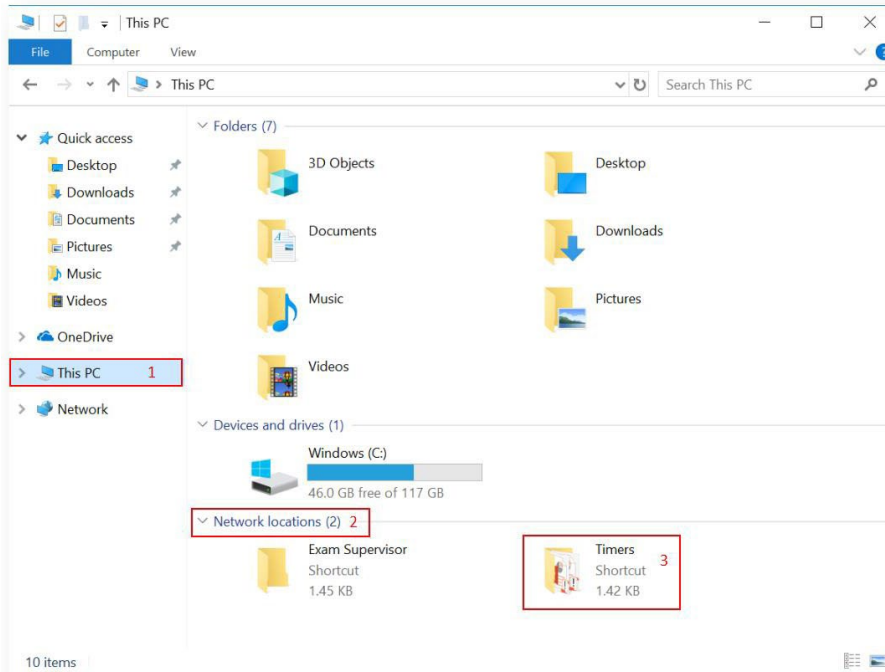 This PC
File Computer View
This PC
Search This PC
Quick access
Desktop
Downloads
Documents
Pictures
Music
Videos
OneDrive
This PC 1
Network
Folders (7)
3D Objects
Desktop
Documents
Downloads
Music
Pictures
Videos
Devices and drives (1)
Windows (C:)
46.0 GB free of 117 GB
Network locations (2) 2
Exam Supervisor
Shortcut
1.45 KB
Timers
Shortcut 3
1.42 KB
10 items